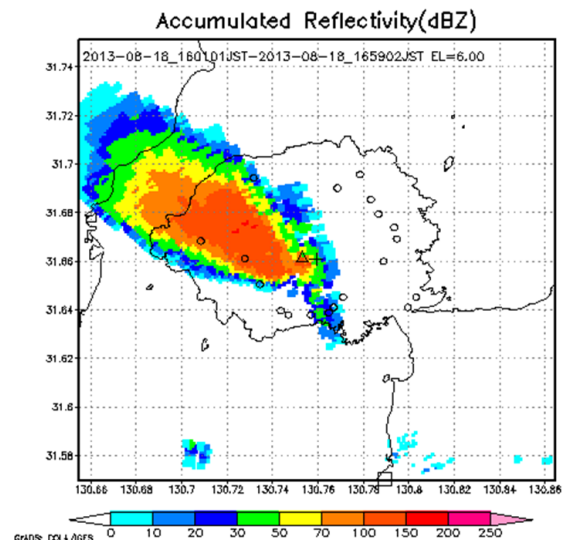 Accumulated Reflectivity(dBZ)
2013-08-18_160101JST-2013-08-18_165902JST EL=6.00
31.74
31.72
31.7
31.68
31.66
31.64
31.62
31.6
31.58
130.66 130.68 130.7 130.72 130.74 130.76 130.78 130.8 130.82 130.84 130.86
0 10 20 30 50 70 100 150 200 250
GrADS: COLA/IGES